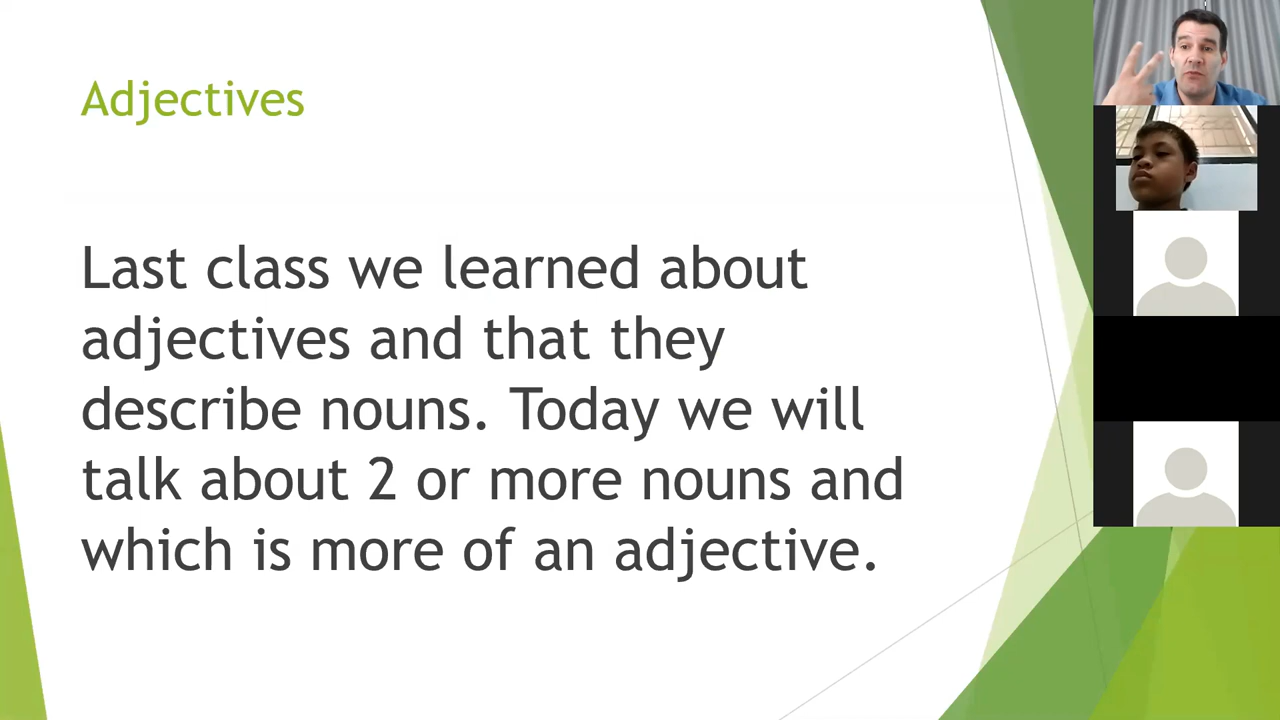 Adjectives
Last class we learned about
adjectives and that they
describe nouns. Today we will
talk about 2 or more nouns and
which is more of an adjective.